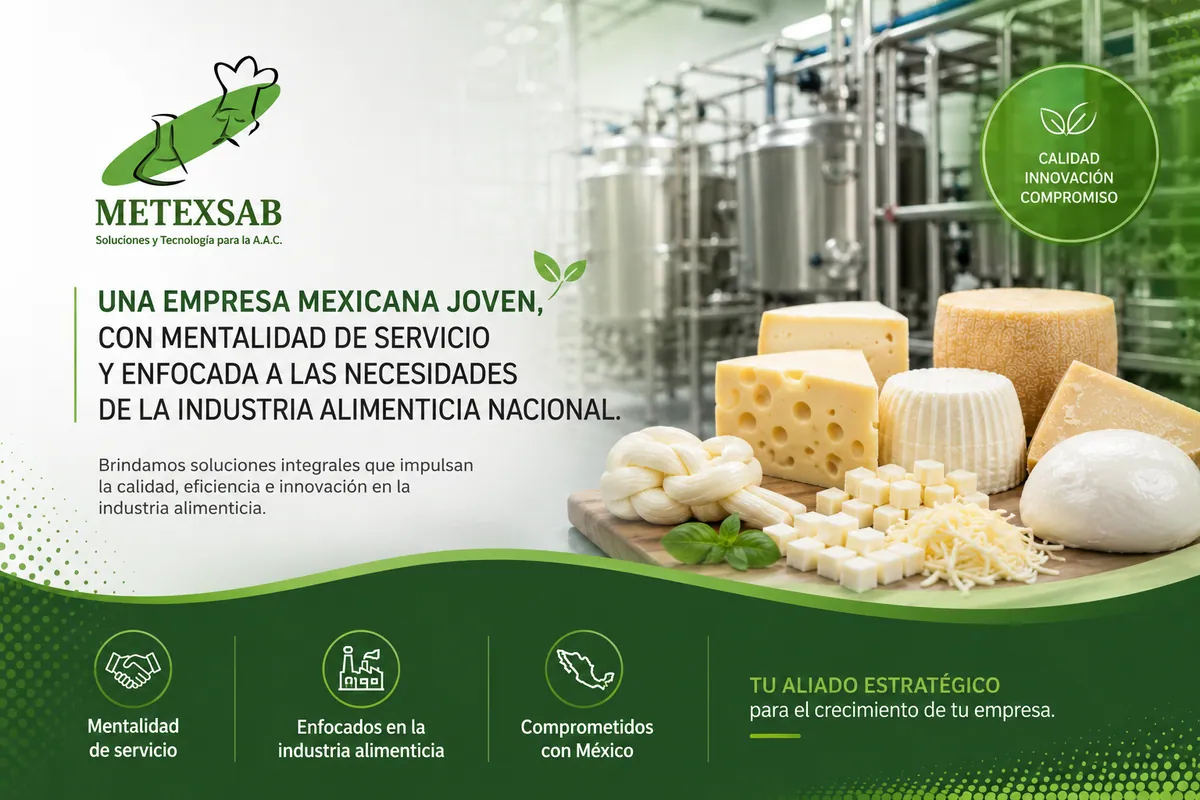 METEXSAB
Soluciones y Tecnología para la A.A.C.
CALIDAD
INNOVACIÓN
COMPROMISO
UNA EMPRESA MEXICANA JOVEN,
CON MENTALIDAD DE SERVICIO
Y ENFOCADA A LAS NECESIDADES
DE LA INDUSTRIA ALIMENTICIA NACIONAL.
Brindamos soluciones integrales que impulsan
la calidad, eficiencia e innovación en la
industria alimenticia.
Mentalidad
de servicio
Enfocados en la
industria alimenticia
Comprometidos
con México
TU ALIADO ESTRATÉGICO
para el crecimiento de tu empresa.